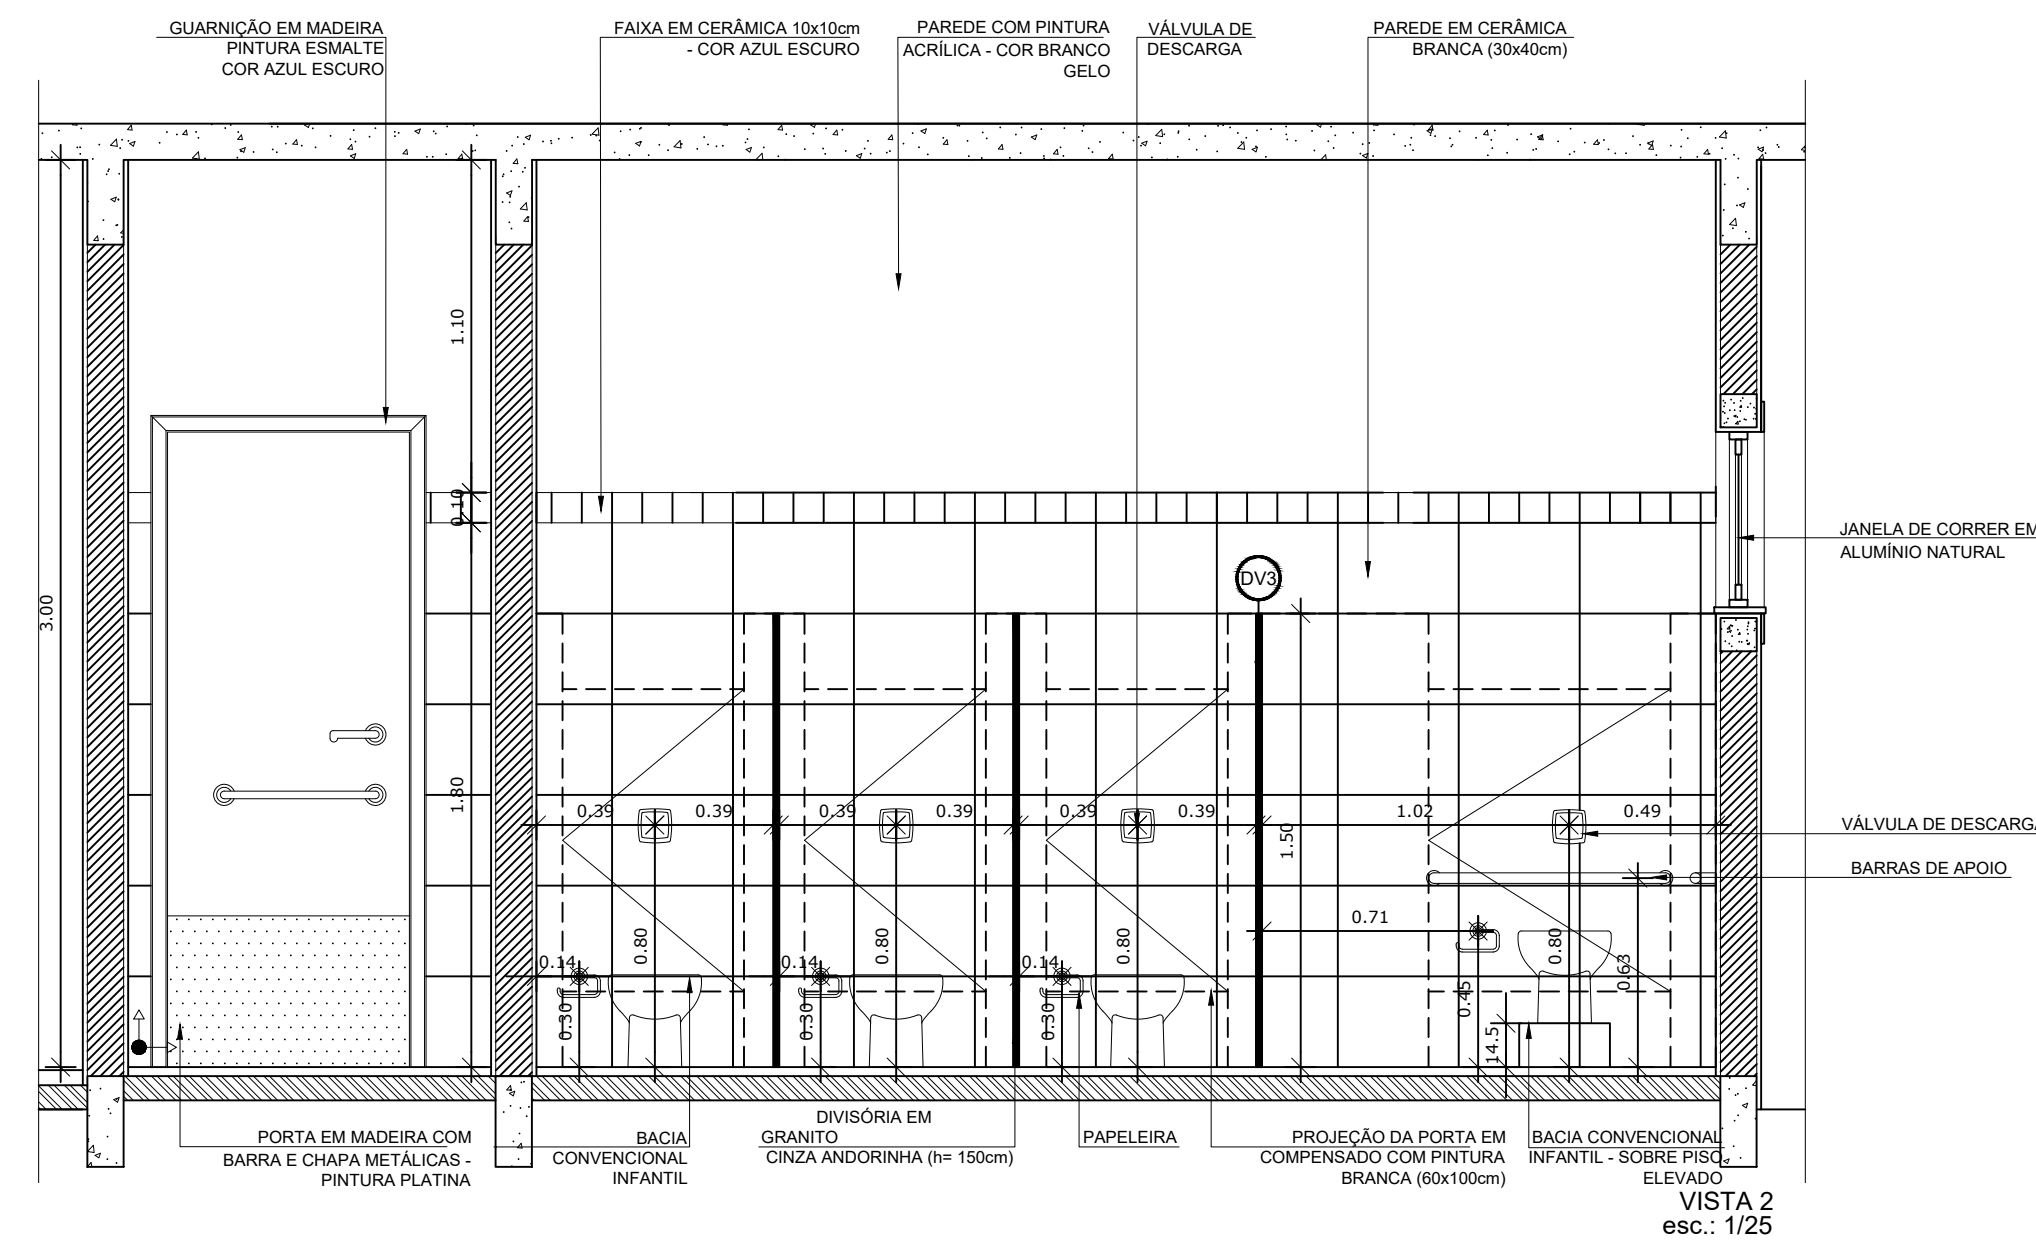 GUARNIÇÃO EM MADEIRA
PINTURA ESMALTE
COR AZUL ESCURO
FAIXA EM CERÂMICA 10x10cm
- COR AZUL ESCURO
PAREDE COM PINTURA
ACRÍLICA - COR BRANCO
GELO
VÁLVULA DE
DESCARGA
PAREDE EM CERÂMICA
BRANCA (30x40cm)
1.10
0.10
3.00
1.80
DV3
JANELA DE CORRER EM
ALUMÍNIO NATURAL
0.39
0.39
0.39
0.39
0.39
0.39
1.02
0.49
1.50
VÁLVULA DE DESCARGA
BARRAS DE APOIO
0.71
0.80
0.80
0.80
0.80
0.63
0.14
0.14
0.14
0.30
0.30
0.30
0.45
14.5
PORTA EM MADEIRA COM
BARRA E CHAPA METÁLICAS -
PINTURA PLATINA
BACIA
CONVENCIONAL
INFANTIL
DIVISÓRIA EM
GRANITO
CINZA ANDORINHA (h= 150cm)
PAPELEIRA
PROJEÇÃO DA PORTA EM
COMPENSADO COM PINTURA
BRANCA (60x100cm)
BACIA CONVENCIONAL
INFANTIL - SOBRE PISO
ELEVADO
VISTA 2
esc.: 1/25